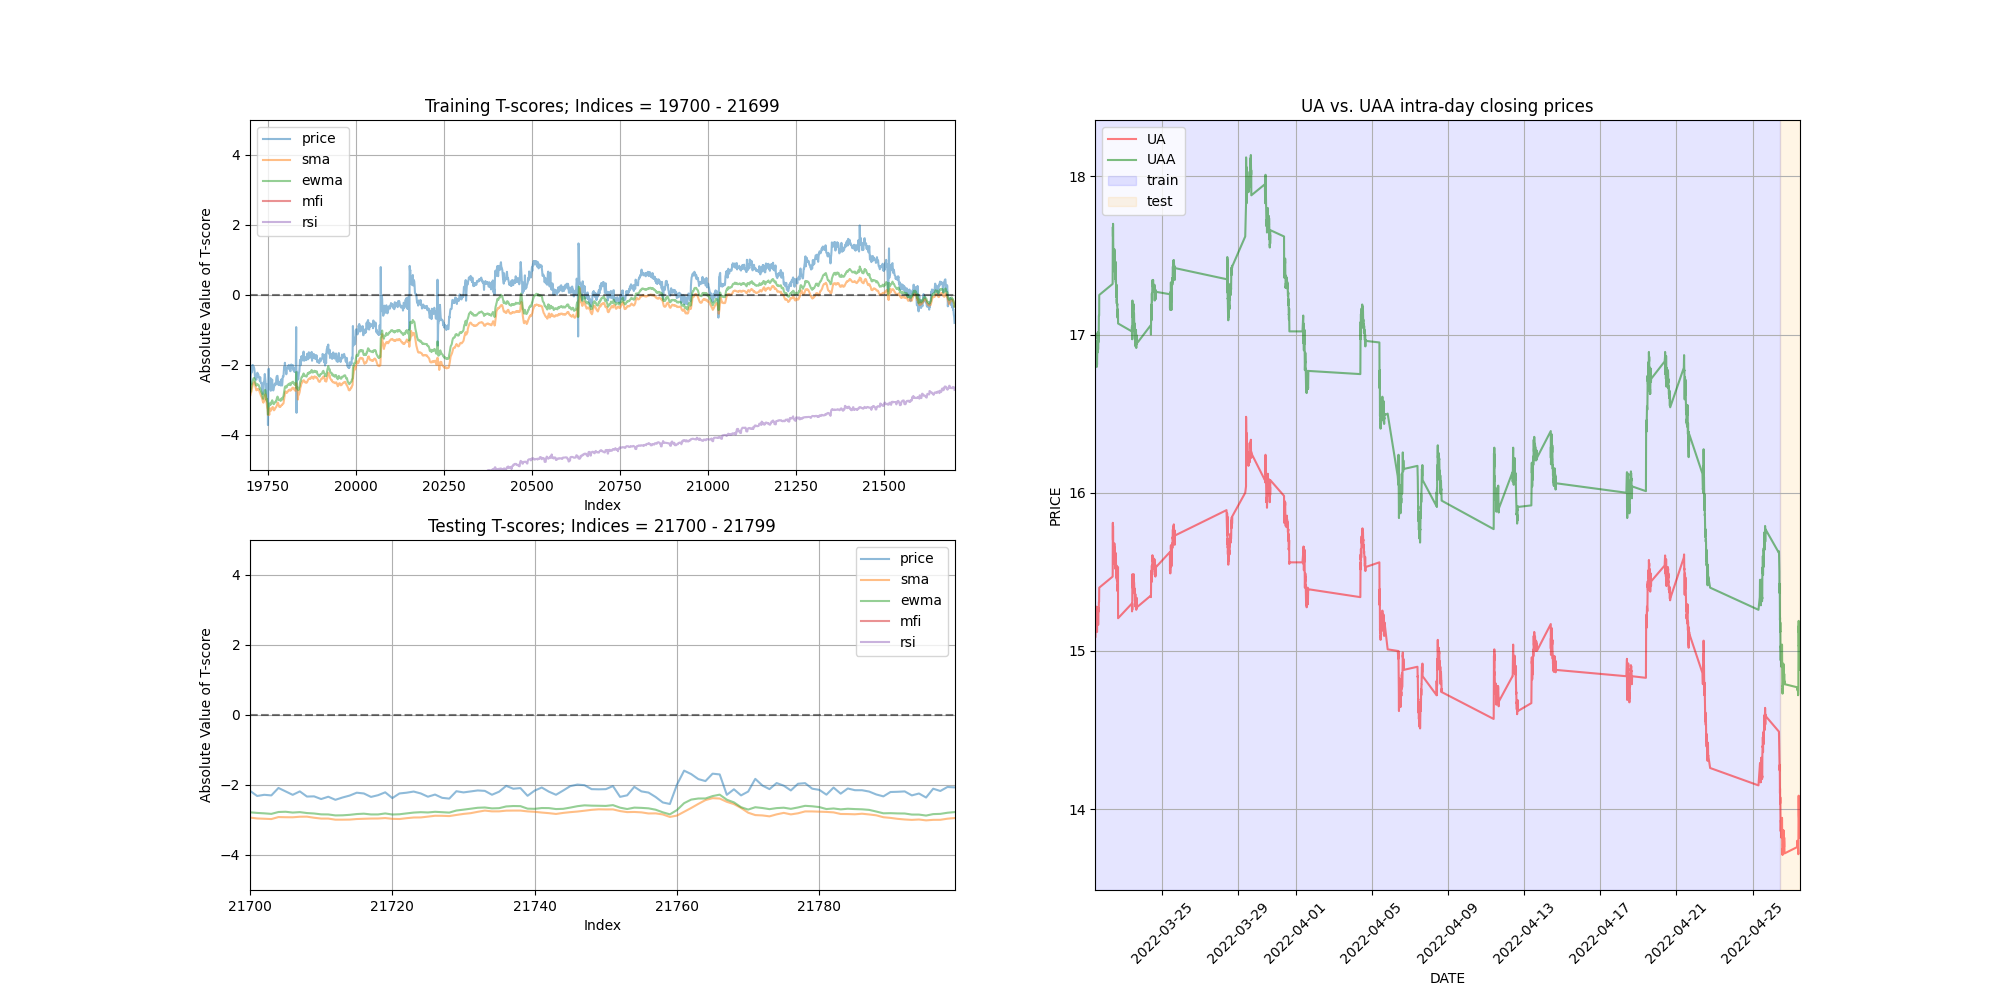 Training T-scores; Indices = 19700 - 21699
price
sma
ewma
mfi
rsi
4
2
0
−2
−4
Absolute Value of T-score
19750 20000 20250 20500 20750 21000 21250 21500
Index
Testing T-scores; Indices = 21700 - 21799
price
sma
ewma
mfi
rsi
4
2
0
−2
−4
Absolute Value of T-score
21700 21720 21740 21760 21780
Index
UA vs. UAA intra-day closing prices
UA
UAA
train
test
18
17
16
15
14
PRICE
2022-03-25 2022-03-29 2022-04-01 2022-04-05 2022-04-09 2022-04-13 2022-04-17 2022-04-21 2022-04-25
DATE